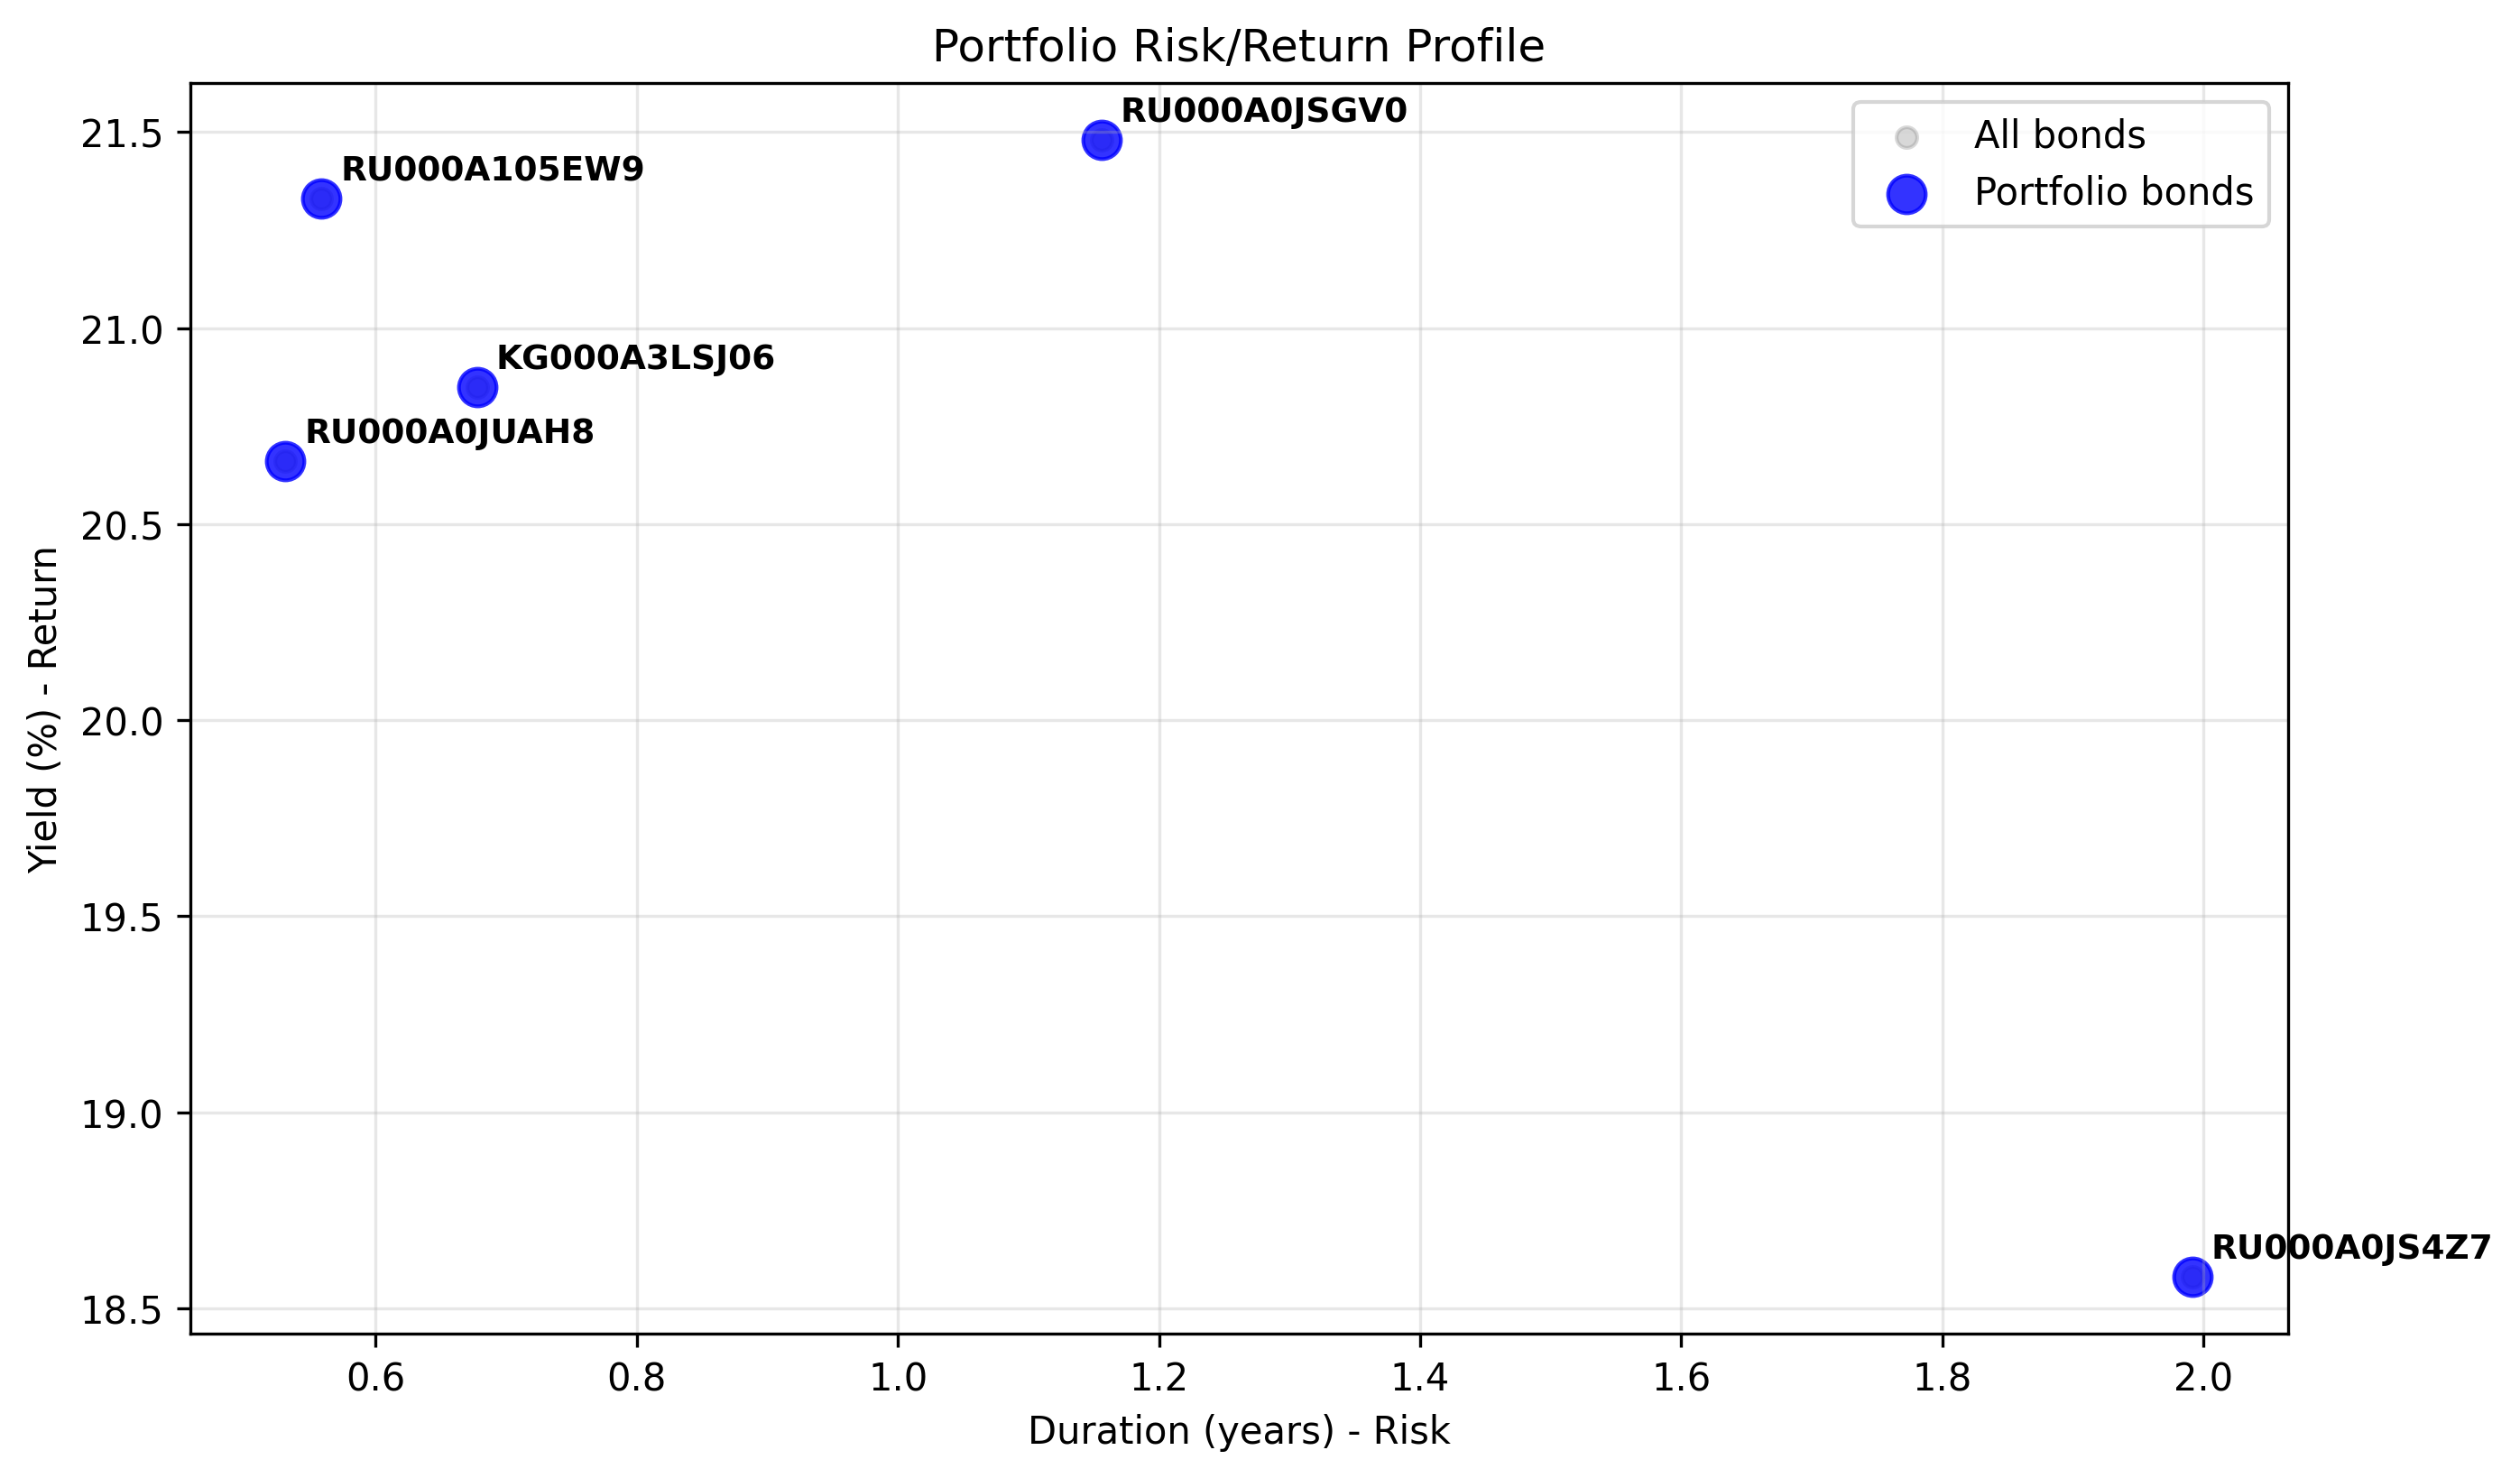 Portfolio Risk/Return Profile
RU000A0JSGV0
All bonds
Portfolio bonds
RU000A105EW9
KG000A3LSJ06
RU000A0JUAH8
RU000A0JS4Z7
Yield (%) - Return
21.5
21.0
20.5
20.0
19.5
19.0
18.5
0.6 0.8 1.0 1.2 1.4 1.6 1.8 2.0
Duration (years) - Risk